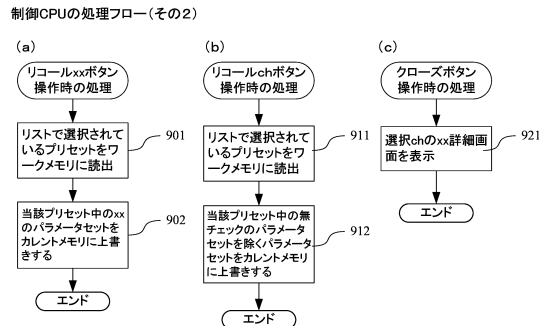 制御CPUの処理フロー(その2)
(a)
リコールxxボタン
操作時の処理
リストで選択されて
いるプリセットをワ
ークメモリに読出
901
当該プリセット中のxx
のパラメータセットを
カレントメモリに上書
きする
902
エンド
(b)
リコールchボタン
操作時の処理
リストで選択されて
いるプリセットをワ
ークメモリに読出
911
当該プリセット中の無
チェックのパラメータ
セットを除くパラメータ
セットをカレントメモリ
に上書きする
912
エンド
(c)
クローズボタン
操作時の処理
選択chのxx詳細画
面を表示
921
エンド